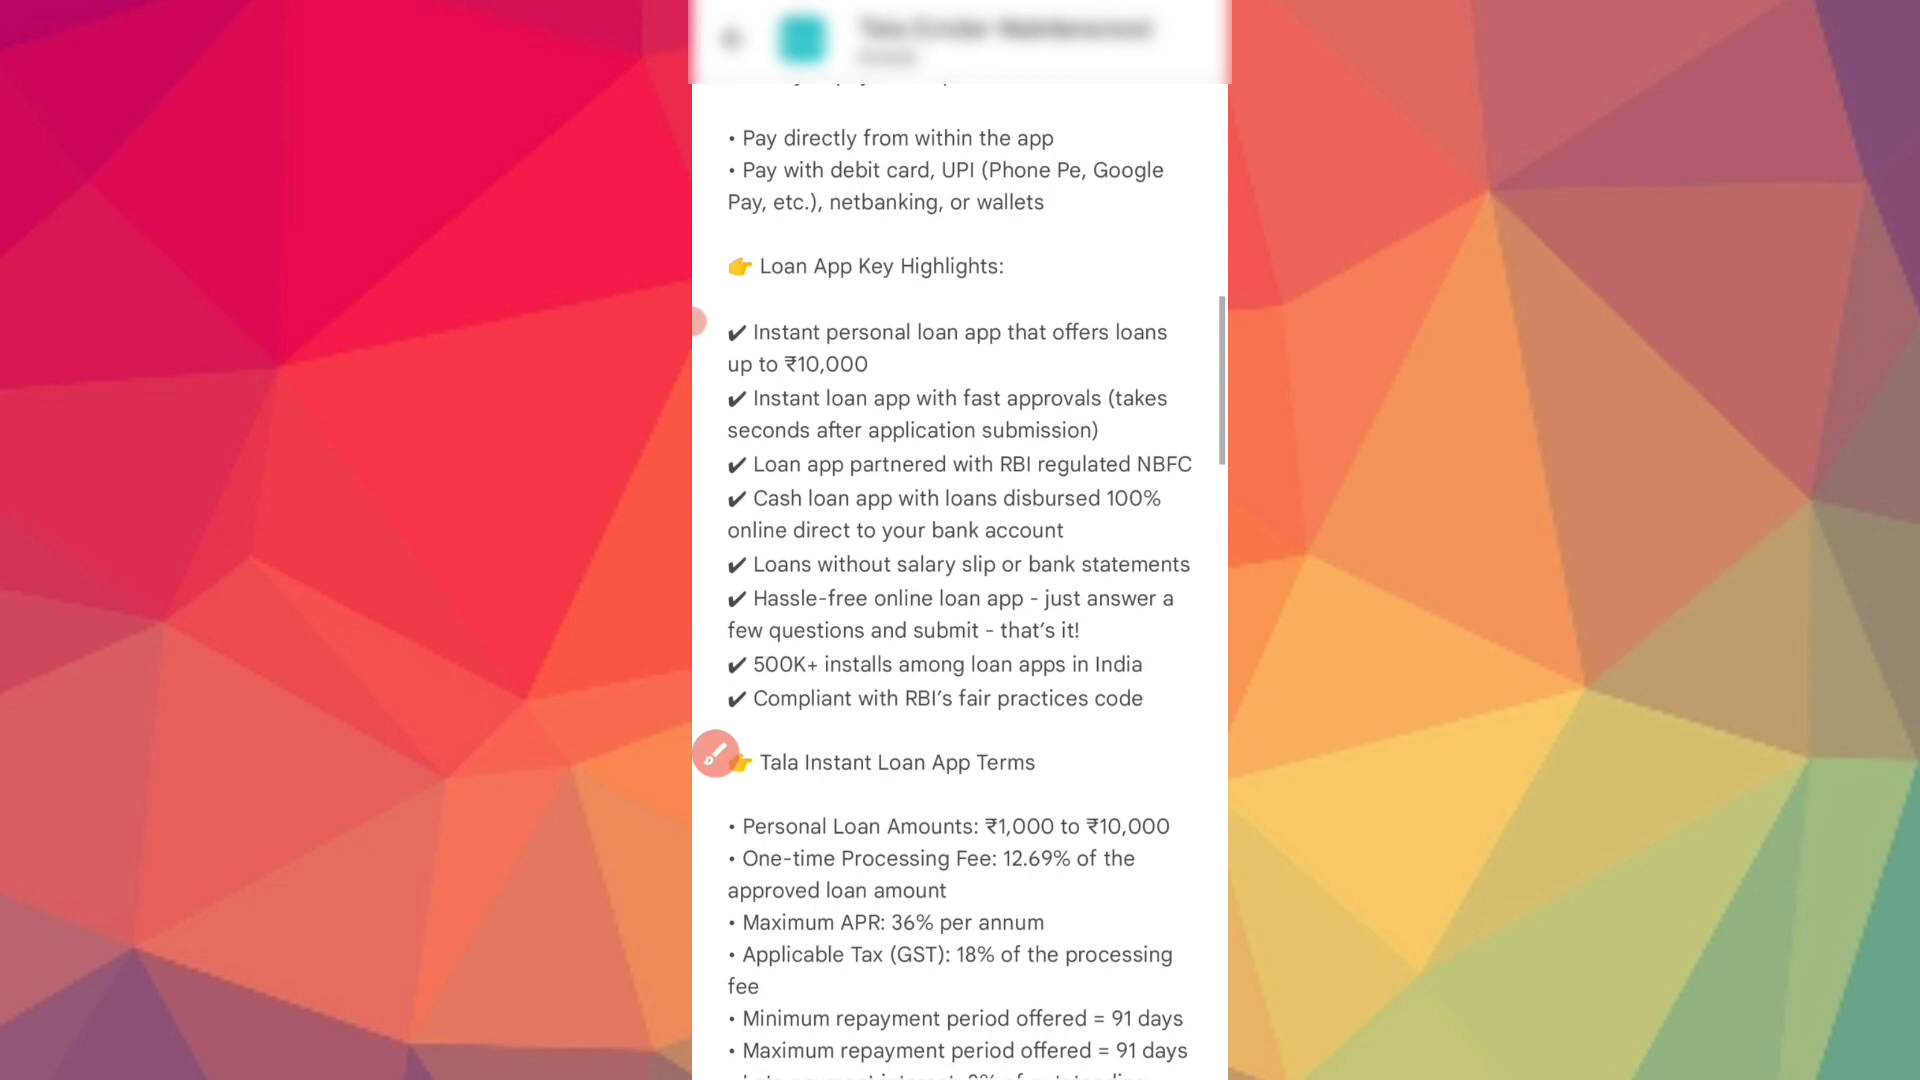 • Pay directly from within the app
• Pay with debit card, UPI (Phone Pe, Google
Pay, etc.), netbanking, or wallets
👉 Loan App Key Highlights:
✔ Instant personal loan app that offers loans
up to ₹10,000
✔ Instant loan app with fast approvals (takes
seconds after application submission)
✔ Loan app partnered with RBI regulated NBFC
✔ Cash loan app with loans disbursed 100%
online direct to your bank account
✔ Loans without salary slip or bank statements
✔ Hassle-free online loan app - just answer a
few questions and submit - that’s it!
✔ 500K+ installs among loan apps in India
✔ Compliant with RBI’s fair practices code
👉 Tala Instant Loan App Terms
• Personal Loan Amounts: ₹1,000 to ₹10,000
• One-time Processing Fee: 12.69% of the
approved loan amount
• Maximum APR: 36% per annum
• Applicable Tax (GST): 18% of the processing
fee
• Minimum repayment period offered = 91 days
• Maximum repayment period offered = 91 days